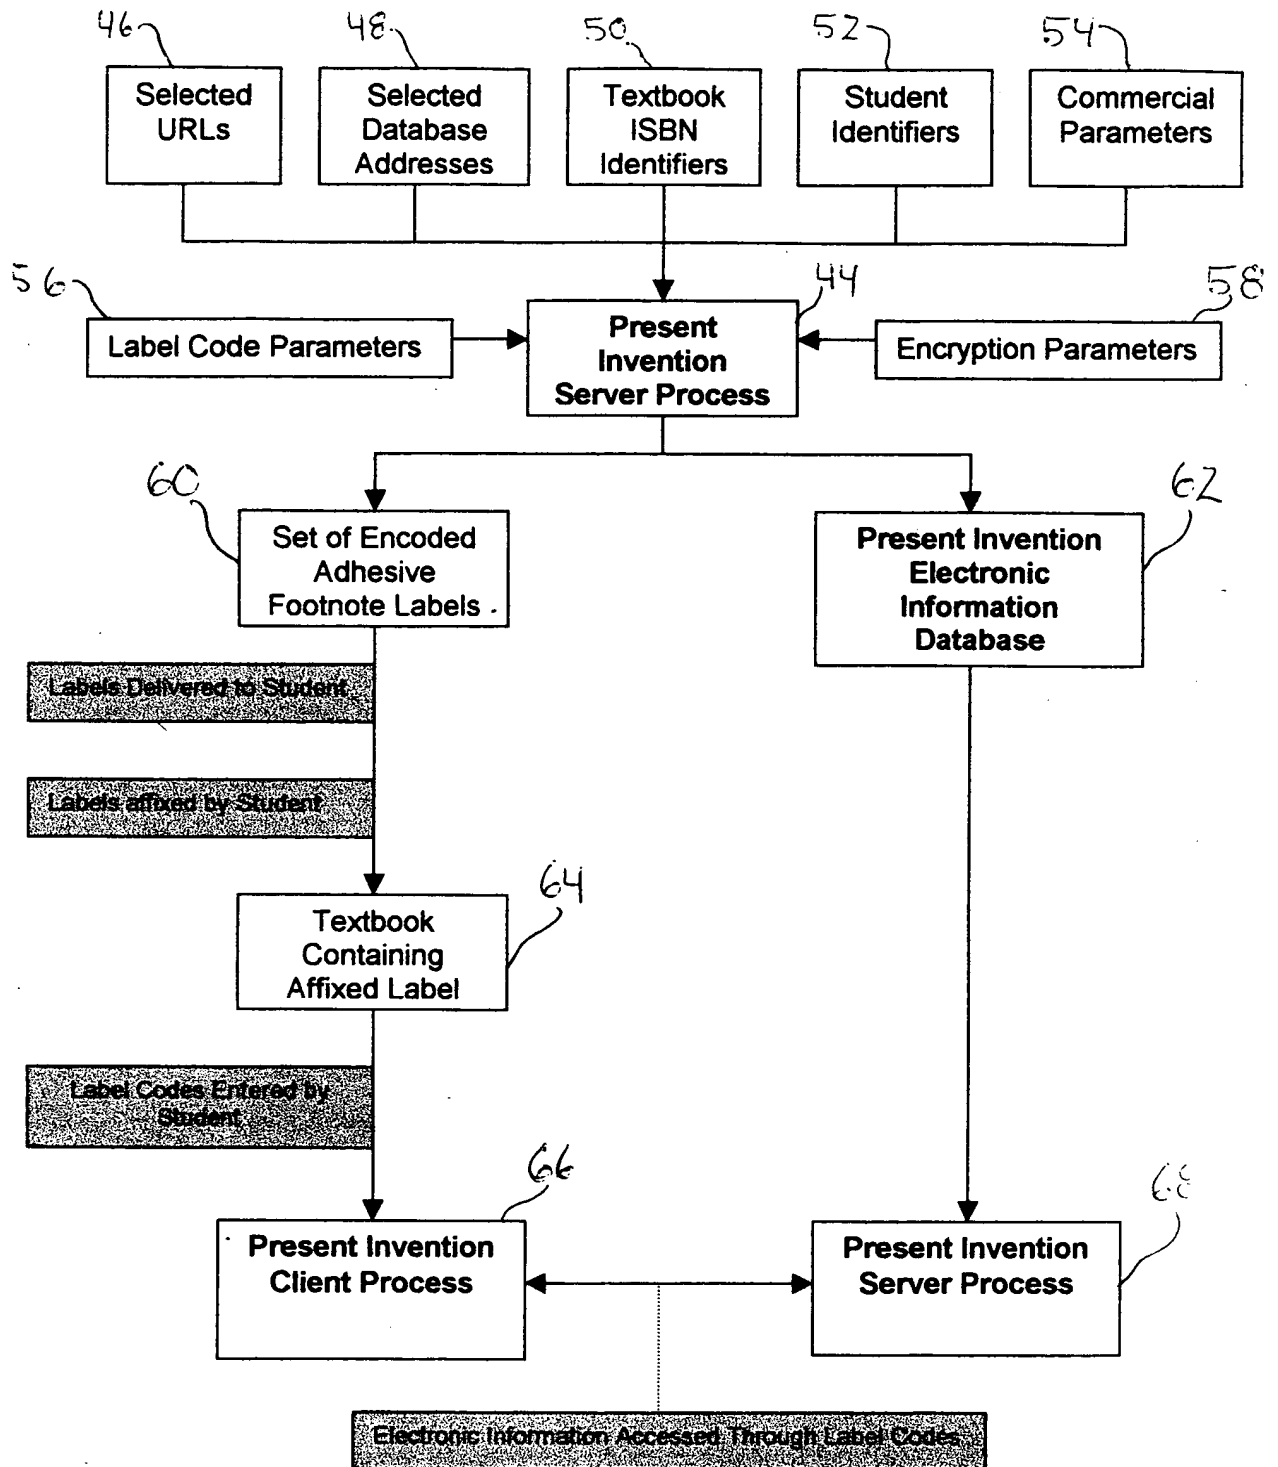 46
48
50
52
54
Selected
URLs
Selected
Database
Addresses
Textbook
ISBN
Identifiers
Student
Identifiers
Commercial
Parameters
56
44
58
Label Code Parameters
Present
Invention
Server Process
Encryption Parameters
60
62
Set of Encoded
Adhesive
Footnote Labels
Present Invention
Electronic
Information
Database
Labels Delivered to Student
Labels affixed by Student
64
Textbook
Containing
Affixed Label
Label Codes Entered by
Student
66
68
Present Invention
Client Process
Present Invention
Server Process
Electronic Information Accessed Through Label Codes